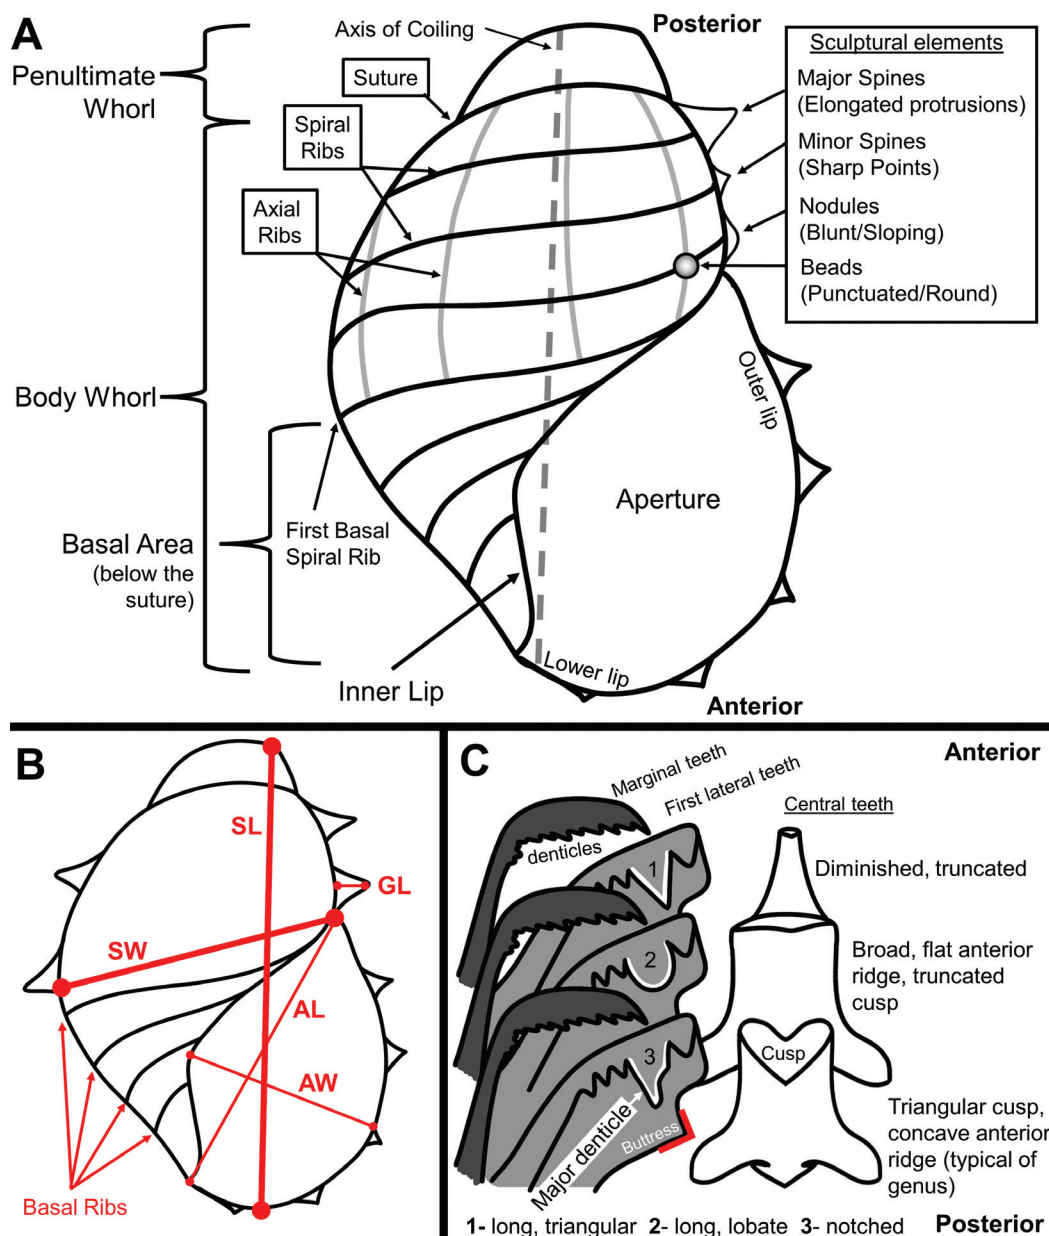 A
Posterior
Axis of Coiling
Penultimate
Whorl
Suture
Spiral
Ribs
Axial
Ribs
Sculptural elements
Major Spines
(Elongated protrusions)
Minor Spines
(Sharp Points)
Nodules
(Blunt/Sloping)
Beads
(Punctuated/Round)
Body Whorl
Outer lip
Aperture
First Basal
Spiral Rib
Basal Area
(below the
suture)
Inner Lip
Lower lip
Anterior
B
SL
GL
SW
AL
AW
Basal Ribs
C
Anterior
Marginal teeth
First lateral teeth
Central teeth
denticles
1
Diminished, truncated
2
Broad, flat anterior
ridge, truncated
cusp
3
Cusp
Major denticle
Buttress
Triangular cusp,
concave anterior
ridge (typical of
genus)
1- long, triangular 2- long, lobate 3- notched
Posterior